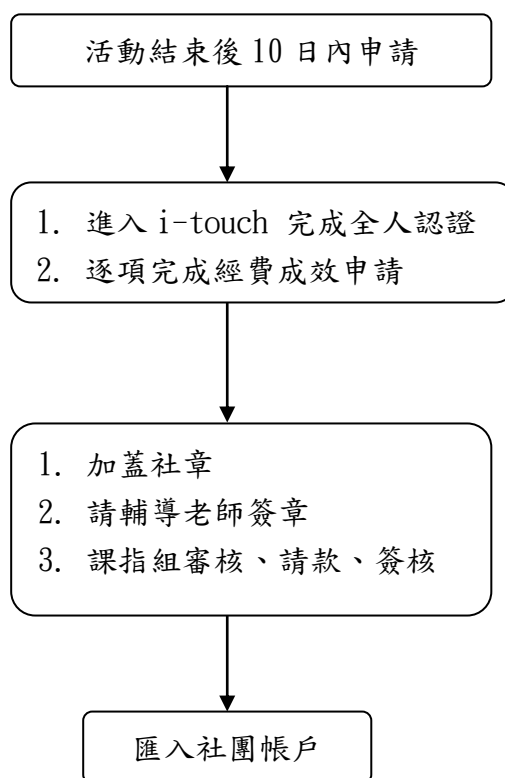 活動結束後 10 日內申請
1. 進入 i-touch 完成全人認證
2. 逐項完成經費成效申請
1. 加蓋社章
2. 請輔導老師簽章
3. 課指組審核、請款、簽核
匯入社團帳戶